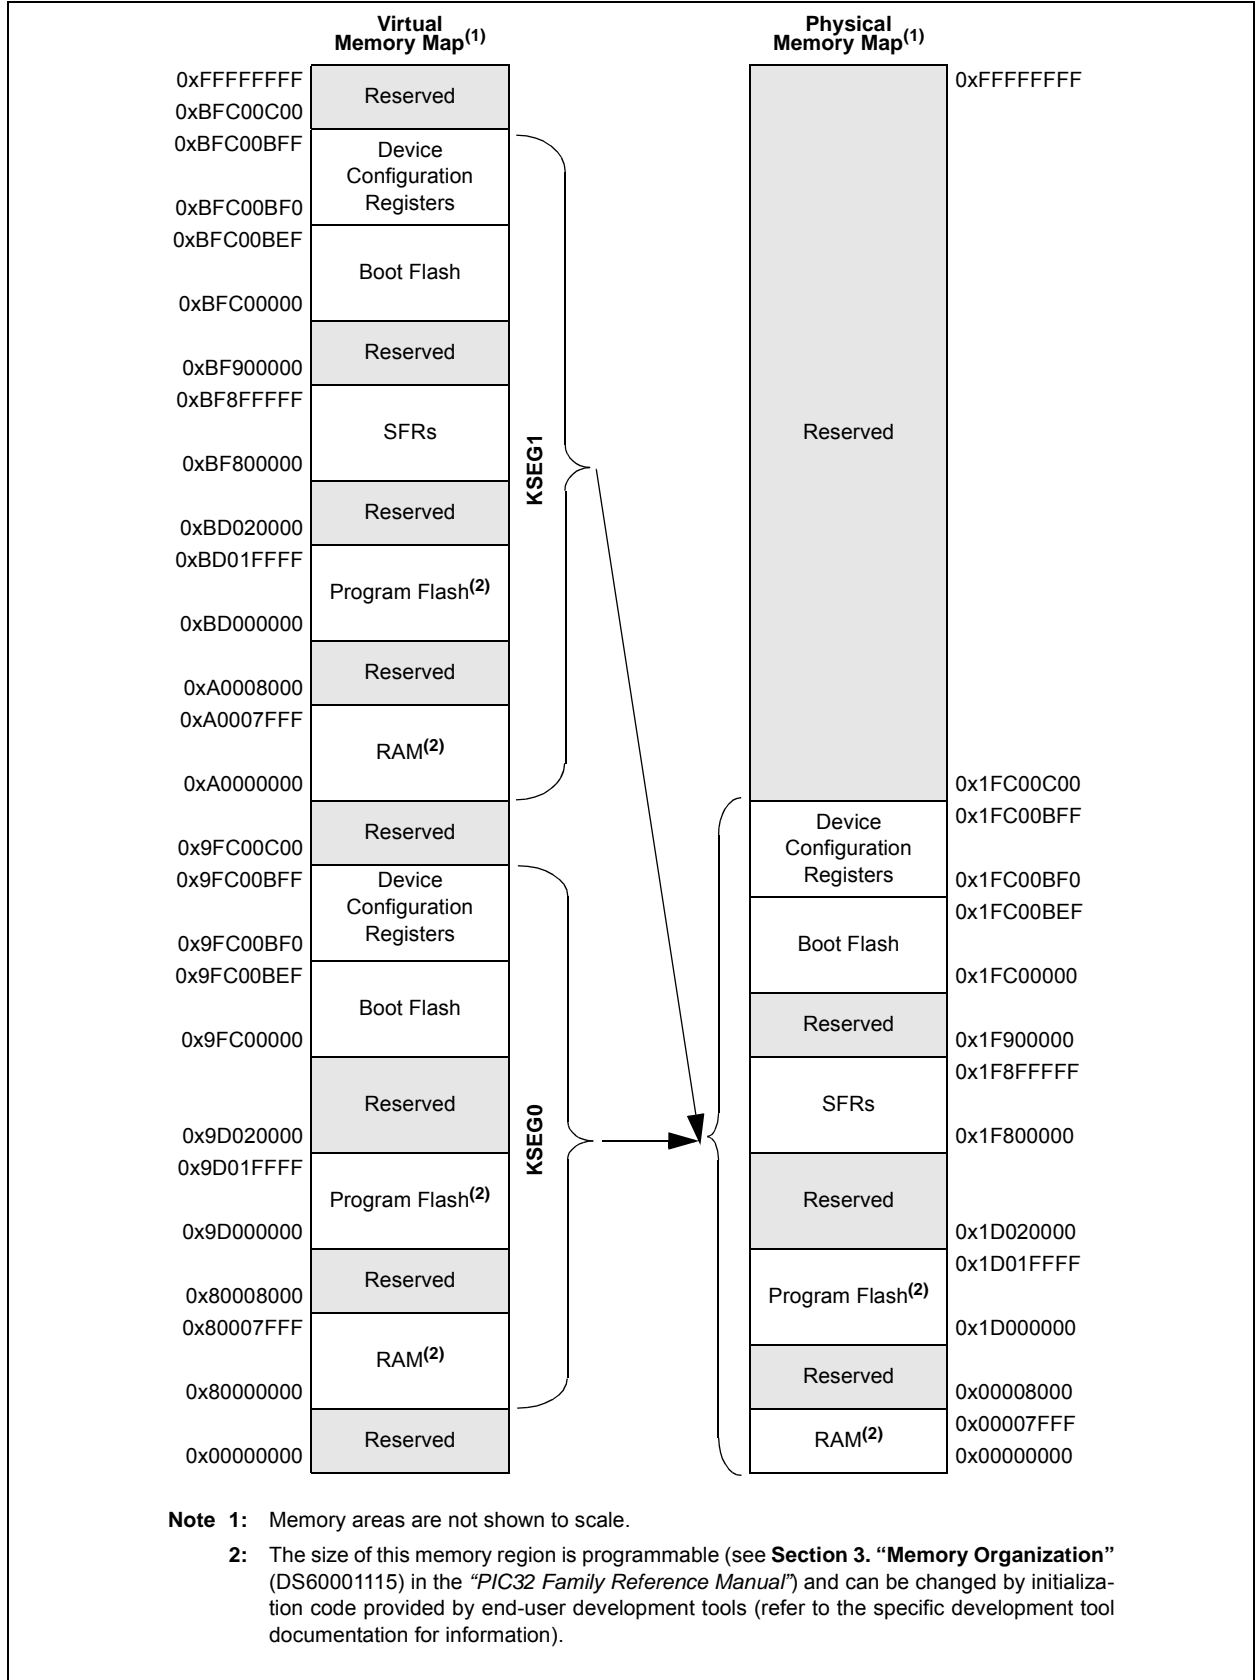 Virtual
Memory Map(1)
0xFFFFFFFF
Reserved
0xBFC00C00
0xBFC00BFF
Device
Configuration
Registers
0xBFC00BF0
0xBFC00BEF
Boot Flash
0xBFC00000
Reserved
0xBF900000
0xBF8FFFFF
SFRs
0xBF800000
Reserved
0xBD020000
0xBD01FFFF
Program Flash(2)
0xBD000000
Reserved
0xA0008000
0xA0007FFF
RAM(2)
0xA0000000
Reserved
0x9FC00C00
0x9FC00BFF
Device
Configuration
Registers
0x9FC00BF0
0x9FC00BEF
Boot Flash
0x9FC00000
Reserved
0x9D020000
0x9D01FFFF
Program Flash(2)
0x9D000000
Reserved
0x80008000
0x80007FFF
RAM(2)
0x80000000
Reserved
0x00000000
KSEG1
KSEG0
Physical
Memory Map(1)
0xFFFFFFFF
Reserved
0x1FC00C00
0x1FC00BFF
Device
Configuration
Registers
0x1FC00BF0
0x1FC00BEF
Boot Flash
0x1FC00000
Reserved
0x1F900000
0x1F8FFFFF
SFRs
0x1F800000
Reserved
0x1D020000
0x1D01FFFF
Program Flash(2)
0x1D000000
Reserved
0x00008000
0x00007FFF
RAM(2)
0x00000000
Note 1: Memory areas are not shown to scale.
2: The size of this memory region is programmable (see Section 3. “Memory Organization”
(DS60001115) in the “PIC32 Family Reference Manual”) and can be changed by initializa-
tion code provided by end-user development tools (refer to the specific development tool
documentation for information).